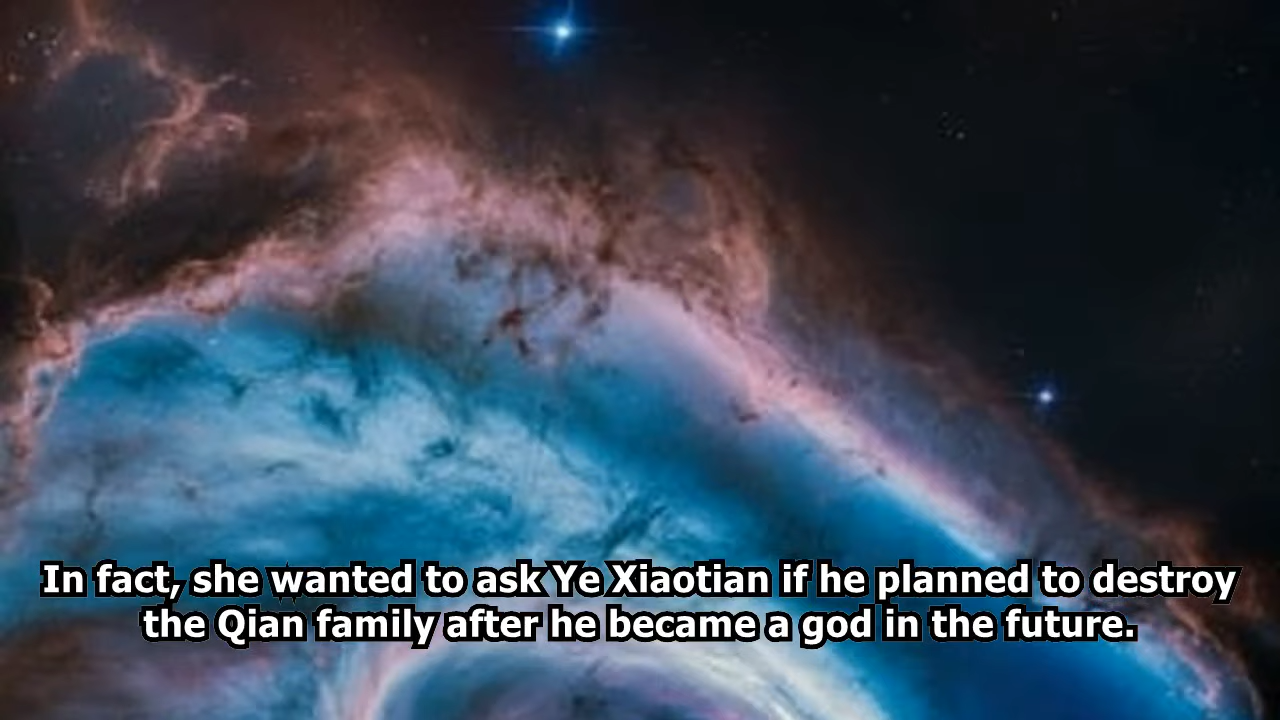 In fact, she wanted to ask Ye Xiaotian if he planned to destroy
the Qian family after he became a god in the future.